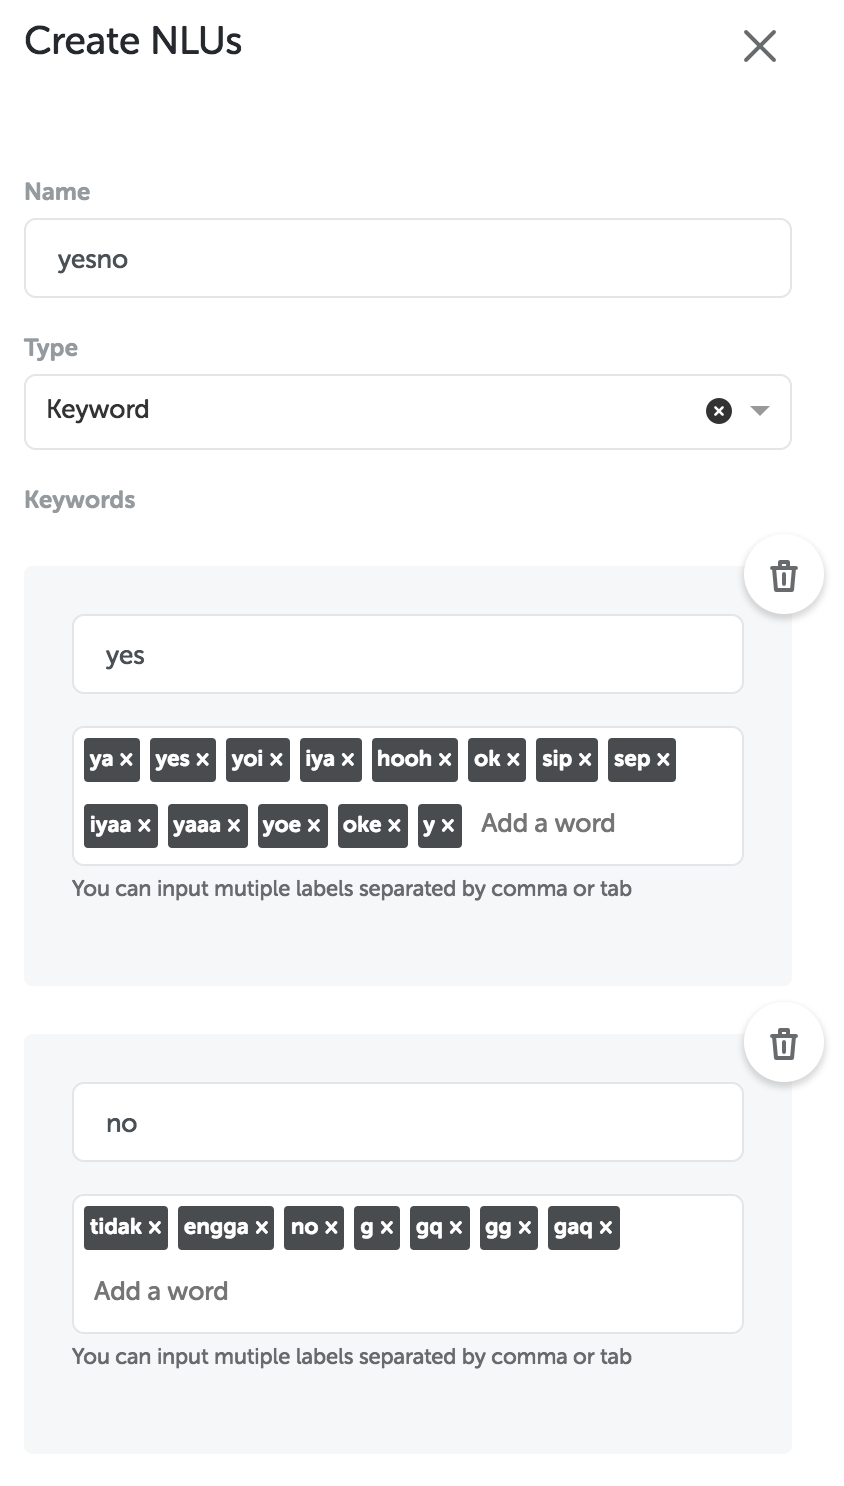 Create NLUs
Name
yesno
Type
Keyword
Keywords
yes
ya yes yoi iya hooh ok sip sep
iyaa yaaa yoe oke y Add a word
You can input mutiple labels separated by comma or tab
no
tidak engga no g gq gg gaq
Add a word
You can input mutiple labels separated by comma or tab